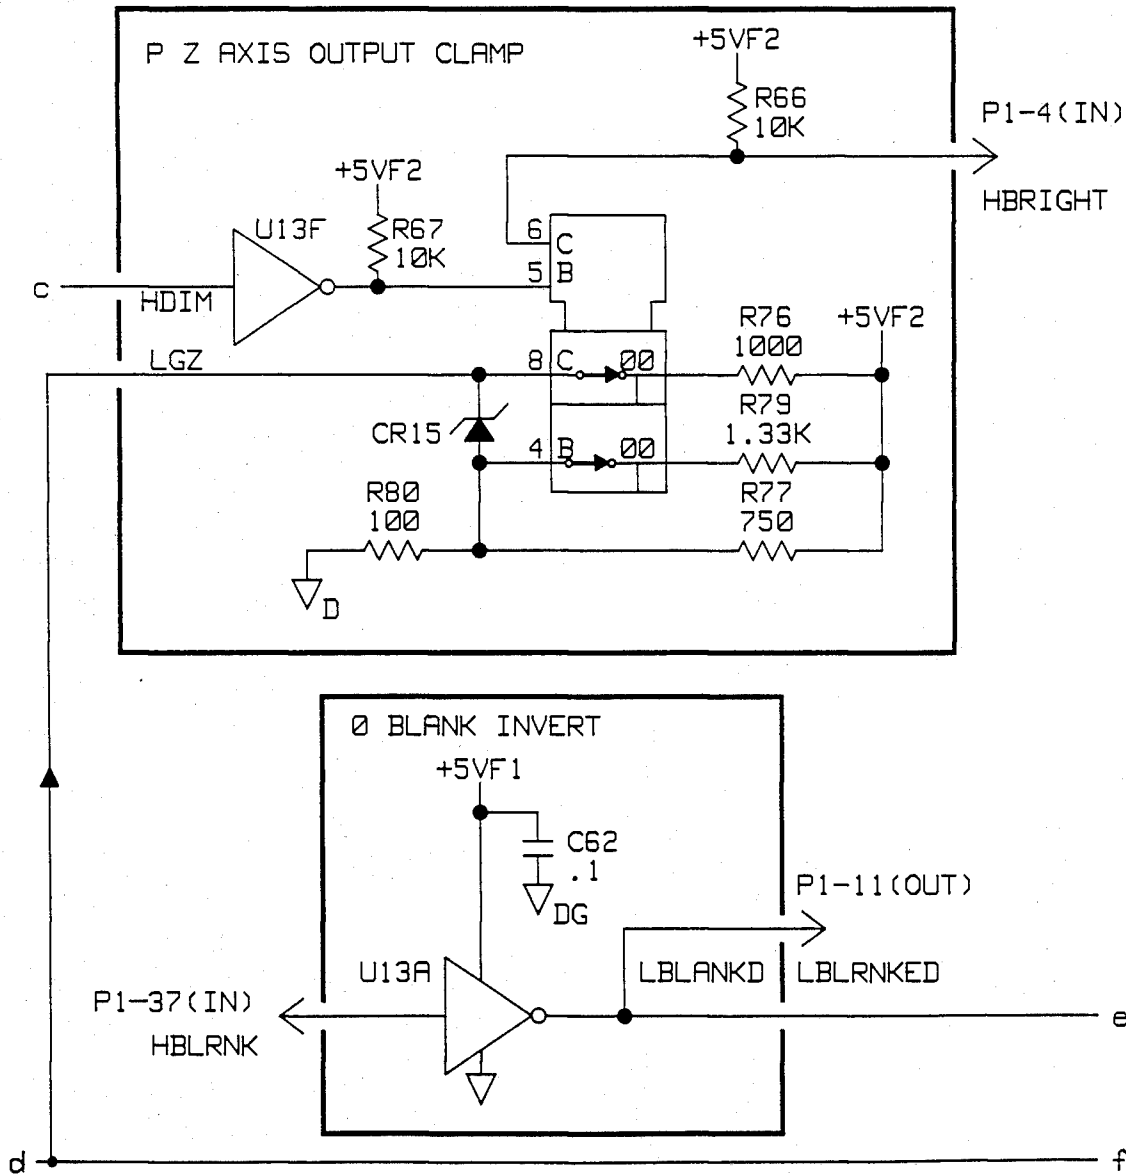 P Z AXIS OUTPUT CLAMP
+5VF2
R66
10K
P1-4(IN)
HBRIGHT
+5VF2
R67
10K
U13F
6 C
5 B
c
HDIM
LGZ
8 C 00
R76
1000
+5VF2
CR15
R79
1.33K
4 B 00
R80
100
R77
750
D
0 BLANK INVERT
+5VF1
C62
.1
DG
P1-11(OUT)
U13A
LBLANKD
LBLRNKED
P1-37(IN)
HBLRNK
e
d
f